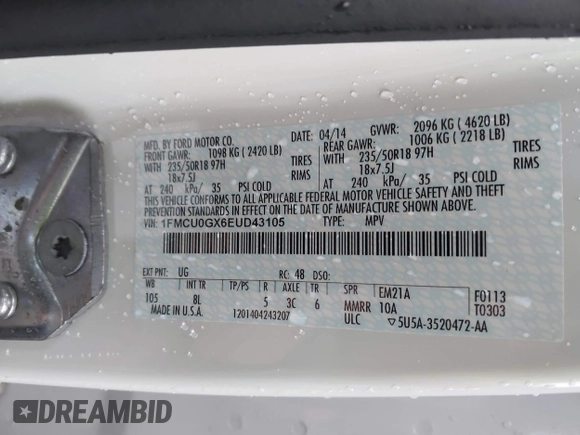 MFD. BY FORD MOTOR CO.
DATE: 04/14 GVWR: 2096 KG ( 4620 LB)
FRONT GAWR: 1098 KG ( 2420 LB) REAR GAWR: 1006 KG ( 2218 LB)
WITH 235/50R18 97H TIRES WITH 235/50R18 97H TIRES
18x7.5J RIMS 18x7.5J RIMS
AT 240 kPa/ 35 PSI COLD AT 240 kPa/ 35 PSI COLD
THIS VEHICLE CONFORMS TO ALL APPLICABLE FEDERAL MOTOR VEHICLE SAFETY AND THEFT
PREVENTION STANDARDS IN EFFECT ON THE DATE OF MANUFACTURE SHOWN ABOVE.
VIN: 1FMCU0GX6EUD43105 TYPE: MPV
EXT PNT: UG RC: 48 DSO:
WB INT TR TP/PS R AXLE TR SPR EM21A F0113
105 8L 5 3C 6 MMRR 10A T0303
MADE IN U.S.A. 1201404243207 ULC ▽5U5A-3520472-AA
DREAMBID